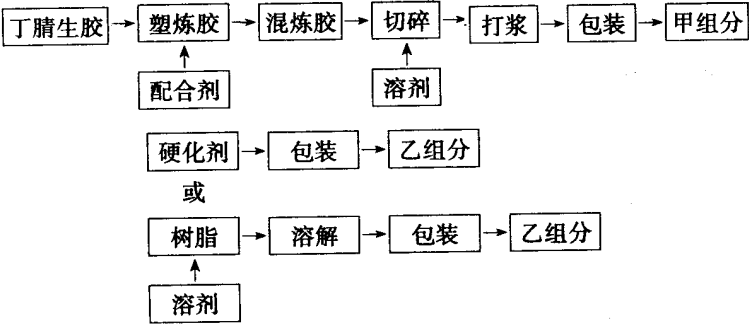 丁腈生胶 塑炼胶 混炼胶 切碎 打浆 包装 甲组分
配合剂 溶剂
硬化剂 包装 乙组分
或
树脂 溶解 包装 乙组分
溶剂